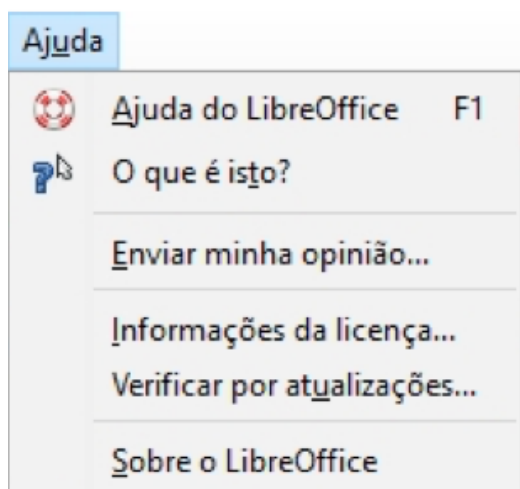 Ajuda
Ajuda do LibreOffice F1
O que é isto?
Enviar minha opinião...
Informações da licença...
Verificar por atualizações...
Sobre o LibreOffice